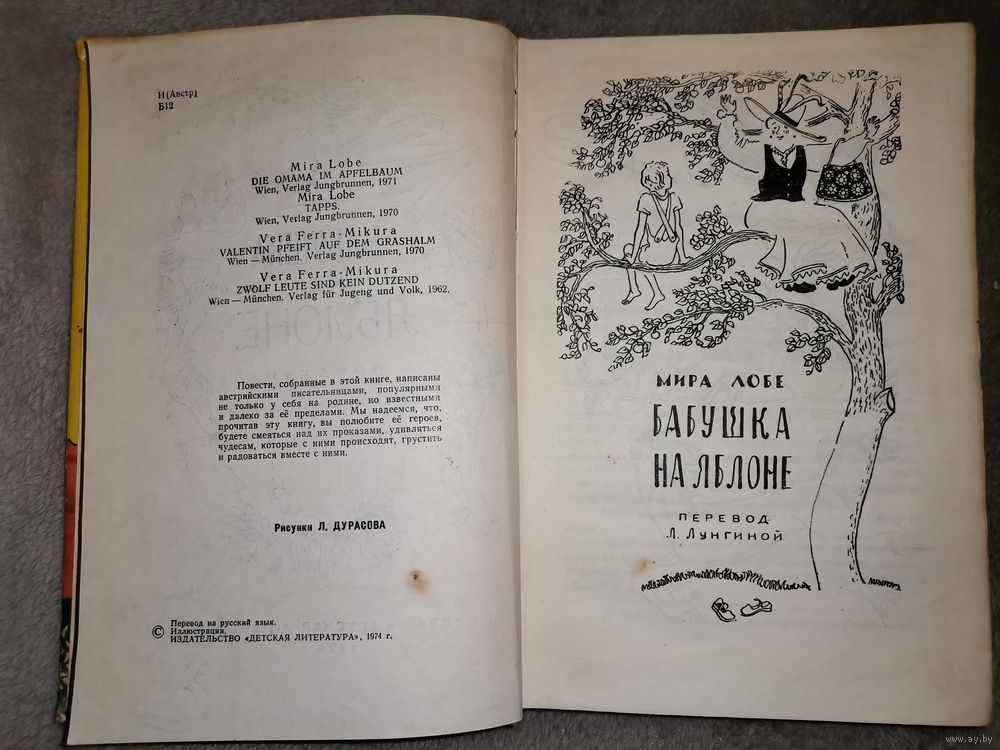 И(Австр)
Б12
Mira Lobe
DIE OMAMA IM APFELBAUM
Wien, Verlag Jungbrunnen, 1971
Mira Lobe
TAPPS.
Wien, Verlag Jungbrunnen, 1970
Vera Ferra-Mikura
VALENTIN PFEIFT AUF DEM GRASHALM
Wien — München. Verlag Jungbrunnen, 1970
Vera Ferra-Mikura
ZWOLF LEUTE SIND KEIN DUTZEND
Wien — München. Verlag für Jugeng und Volk, 1962.
Повести, собранные в этой книге, написаны
австрийскими писательницами, популярными
не только у себя на родине, но известными
и далеко за её пределами. Мы надеемся, что,
прочитав эту книгу, вы полюбите её героев,
будете смеяться над их проказами, удивляться
чудесам, которые с ними происходят, грустить
и радоваться вместе с ними.
Рисунки Л. ДУРАСОВА
Перевод на русский язык.
© Иллюстрации.
ИЗДАТЕЛЬСТВО «ДЕТСКАЯ ЛИТЕРАТУРА», 1974 г.
МИРА ЛОБЕ
БАБУШКА
НА ЯБЛОНЕ
ПЕРЕВОД
Л. ЛУНГИНОЙ
www.ay.by